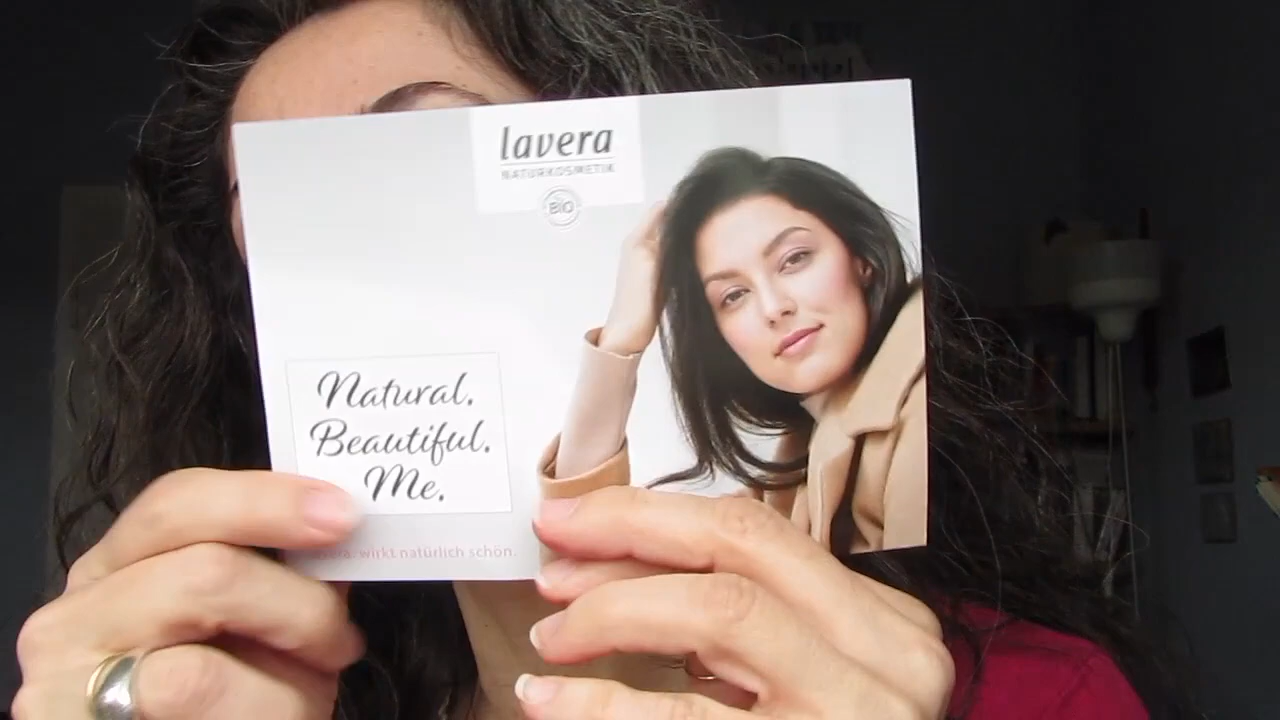 lavera
NATURKOSMETIK
BIO
Natural.
Beautiful.
Me.
wirkt natürlich schön.